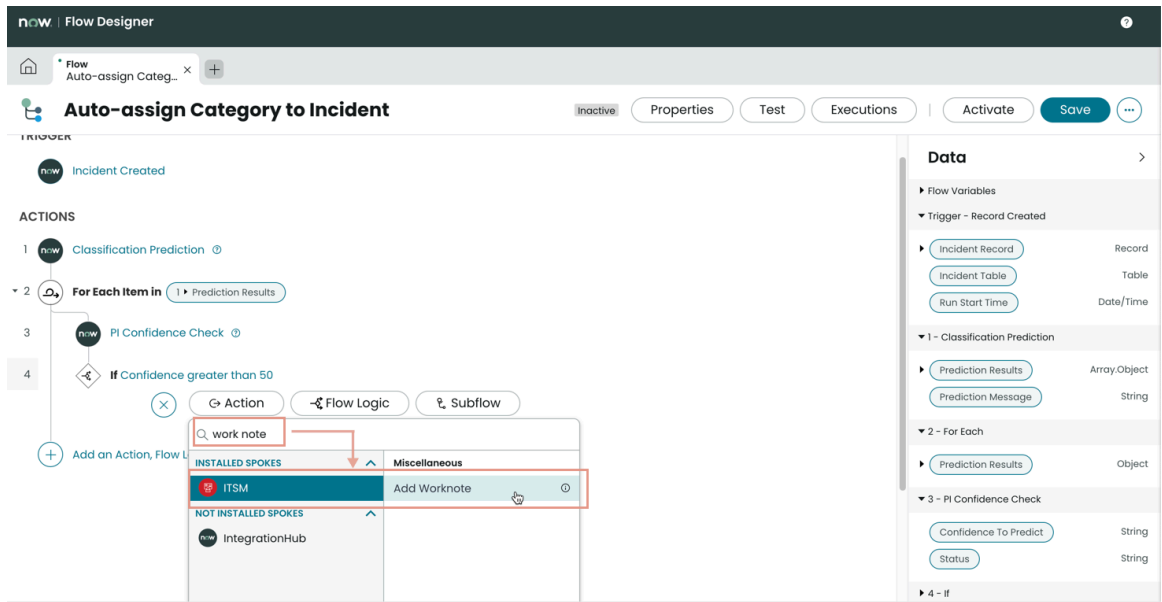 now. | Flow Designer
?
Flow
Auto-assign Categ...
Auto-assign Category to Incident
Inactive
Properties
Test
Executions
Activate
Save
TRIGGER
now Incident Created
ACTIONS
1 now Classification Prediction
2 For Each Item in 1 ▸ Prediction Results
3 now PI Confidence Check
4 If Confidence greater than 50
Action
Flow Logic
Subflow
work note
Add an Action, Flow L
INSTALLED SPOKES
ITSM
NOT INSTALLED SPOKES
now IntegrationHub
Miscellaneous
Add Worknote
Data
Flow Variables
Trigger - Record Created
Incident Record Record
Incident Table Table
Run Start Time Date/Time
1 - Classification Prediction
Prediction Results Array.Object
Prediction Message String
2 - For Each
Prediction Results Object
3 - PI Confidence Check
Confidence To Predict String
Status String
4 - If